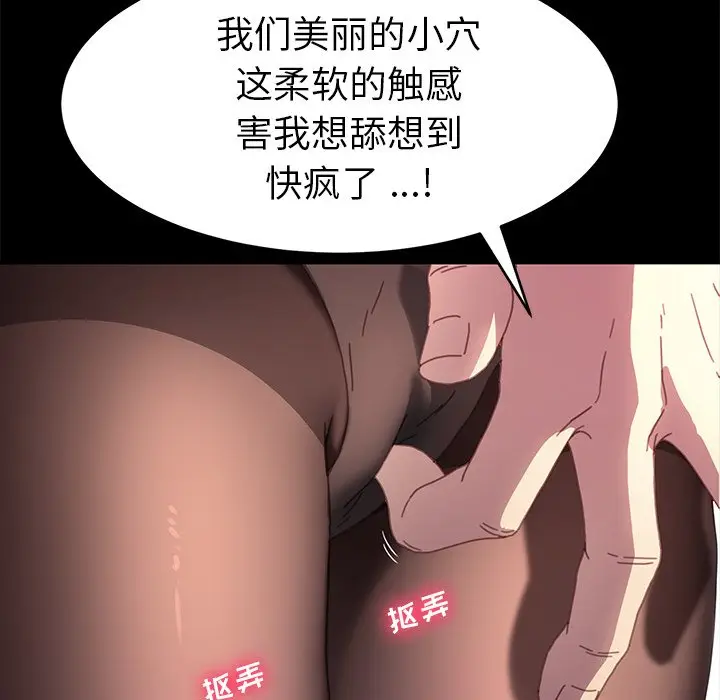 我们美丽的小穴
这柔软的触感
害我想舔想到
快疯了 ...!
抠弄
抠弄